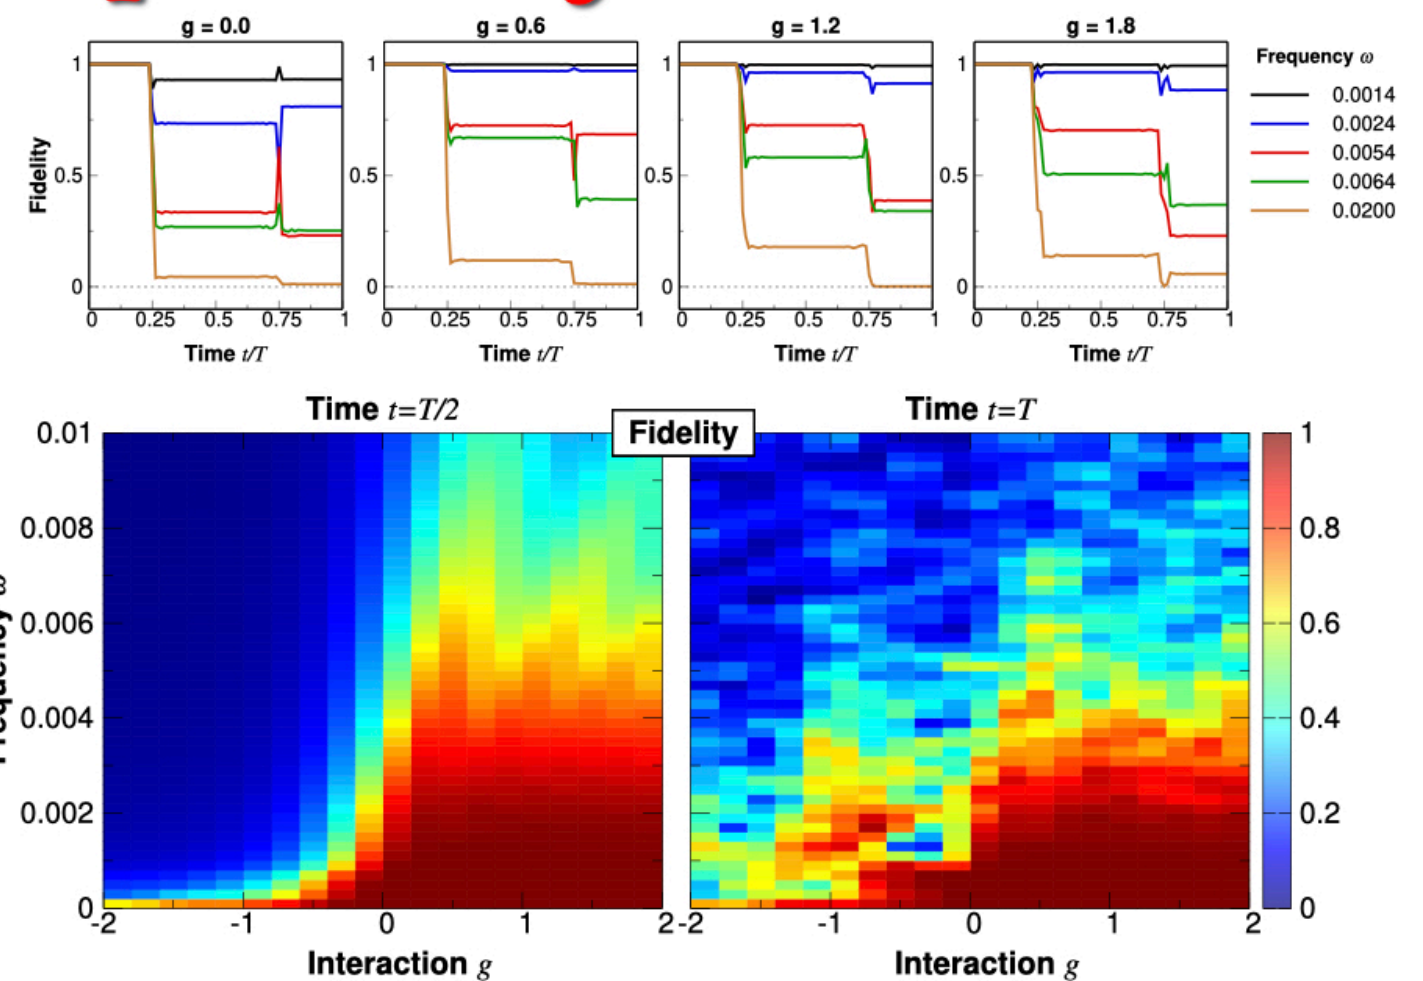 g = 0.0 g = 0.6 g = 1.2 g = 1.8
Frequency ω
0.0014
0.0024
0.0054
0.0064
0.0200
Fidelity
1 0.5 0
1 0.5 0
1 0.5 0
1 0.5 0
0 0.25 0.5 0.75 1
0 0.25 0.5 0.75 1
0 0.25 0.5 0.75 1
0 0.25 0.5 0.75 1
Time t/T Time t/T Time t/T Time t/T
Time t=T/2
Fidelity
Time t=T
0.01
0.008
0.006
0.004
0.002
0
-2 -1 0 1 2
-2 -1 0 1 2
1
0.8
0.6
0.4
0.2
0
Interaction g Interaction g